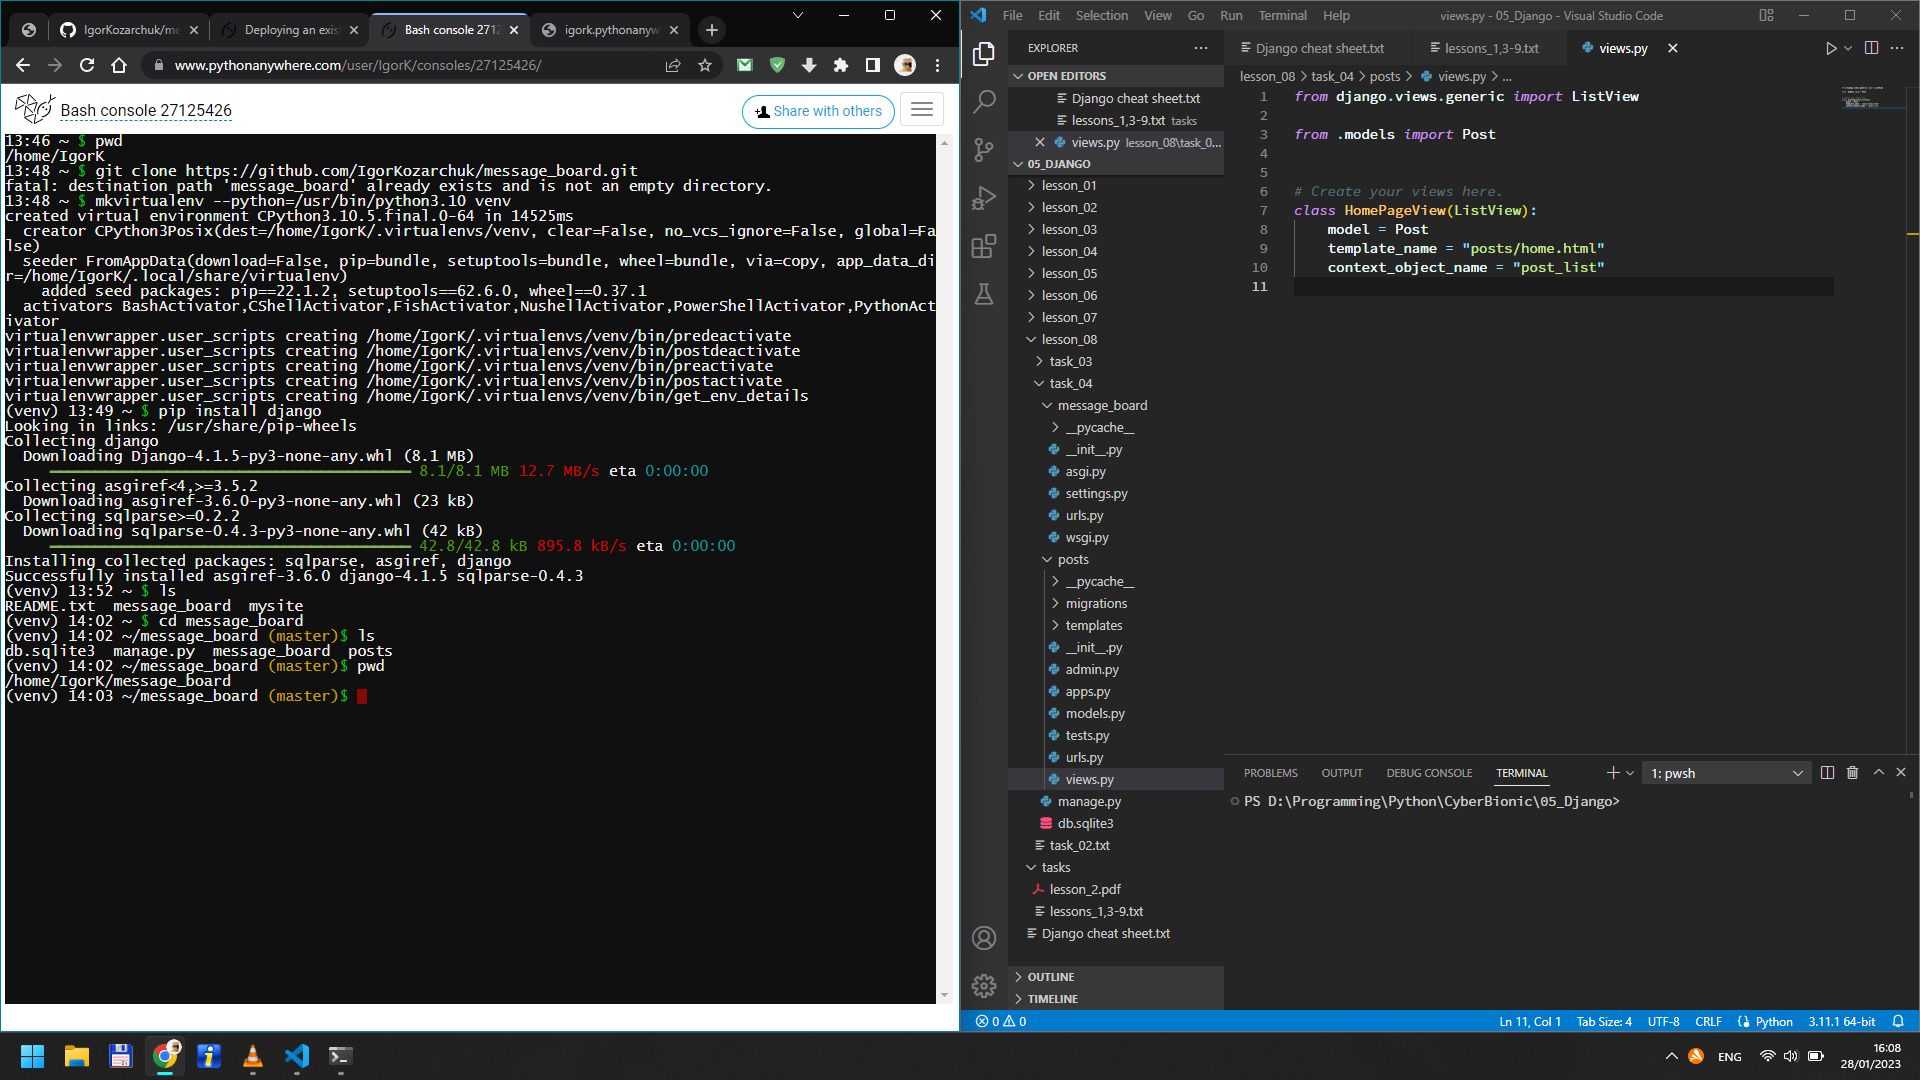 IgorKozarchuk/me
Deploying an exis
Bash console 2712
igork.pythonanyw
www.pythonanywhere.com/user/IgorK/consoles/27125426/
Bash console 27125426
Share with others
13:46 ~ $ pwd
/home/IgorK
13:48 ~ $ git clone https://github.com/IgorKozarchuk/message_board.git
fatal: destination path 'message_board' already exists and is not an empty directory.
13:48 ~ $ mkvirtualenv --python=/usr/bin/python3.10 venv
created virtual environment CPython3.10.5.final.0-64 in 14525ms
  creator CPython3Posix(dest=/home/IgorK/.virtualenvs/venv, clear=False, no_vcs_ignore=False, global=Fa
lse)
  seeder FromAppData(download=False, pip=bundle, setuptools=bundle, wheel=bundle, via=copy, app_data_di
r=/home/IgorK/.local/share/virtualenv)
    added seed packages: pip==22.1.2, setuptools==62.6.0, wheel==0.37.1
  activators BashActivator,CShellActivator,FishActivator,NushellActivator,PowerShellActivator,PythonAct
ivator
virtualenvwrapper.user_scripts creating /home/IgorK/.virtualenvs/venv/bin/predeactivate
virtualenvwrapper.user_scripts creating /home/IgorK/.virtualenvs/venv/bin/postdeactivate
virtualenvwrapper.user_scripts creating /home/IgorK/.virtualenvs/venv/bin/preactivate
virtualenvwrapper.user_scripts creating /home/IgorK/.virtualenvs/venv/bin/postactivate
virtualenvwrapper.user_scripts creating /home/IgorK/.virtualenvs/venv/bin/get_env_details
(venv) 13:49 ~ $ pip install django
Looking in links: /usr/share/pip-wheels
Collecting django
  Downloading Django-4.1.5-py3-none-any.whl (8.1 MB)
8.1/8.1 MB 12.7 MB/s eta 0:00:00
Collecting asgiref<4,>=3.5.2
  Downloading asgiref-3.6.0-py3-none-any.whl (23 kB)
Collecting sqlparse>=0.2.2
  Downloading sqlparse-0.4.3-py3-none-any.whl (42 kB)
42.8/42.8 kB 895.8 kB/s eta 0:00:00
Installing collected packages: sqlparse, asgiref, django
Successfully installed asgiref-3.6.0 django-4.1.5 sqlparse-0.4.3
(venv) 13:52 ~ $ ls
README.txt  message_board  mysite
(venv) 14:02 ~ $ cd message_board
(venv) 14:02 ~/message_board (master)$ ls
db.sqlite3  manage.py  message_board  posts
(venv) 14:02 ~/message_board (master)$ pwd
/home/IgorK/message_board
(venv) 14:03 ~/message_board (master)$
File Edit Selection View Go Run Terminal Help
views.py - 05_Django - Visual Studio Code
EXPLORER
OPEN EDITORS
Django cheat sheet.txt
lessons_1,3-9.txt tasks
views.py lesson_08\task_0...
05_DJANGO
lesson_01
lesson_02
lesson_03
lesson_04
lesson_05
lesson_06
lesson_07
lesson_08
task_03
task_04
message_board
__pycache__
__init__.py
asgi.py
settings.py
urls.py
wsgi.py
posts
__pycache__
migrations
templates
__init__.py
admin.py
apps.py
models.py
tests.py
urls.py
views.py
manage.py
db.sqlite3
task_02.txt
tasks
lesson_2.pdf
lessons_1,3-9.txt
Django cheat sheet.txt
OUTLINE
TIMELINE
Django cheat sheet.txt
lessons_1,3-9.txt
views.py
lesson_08 > task_04 > posts > views.py > ...
1 from django.views.generic import ListView
2
3 from .models import Post
4
5
6 # Create your views here.
7 class HomePageView(ListView):
8     model = Post
9     template_name = "posts/home.html"
10     context_object_name = "post_list"
11
PROBLEMS OUTPUT DEBUG CONSOLE TERMINAL
1: pwsh
PS D:\Programming\Python\CyberBionic\05_Django>
0 0
Ln 11, Col 1 Tab Size: 4 UTF-8 CRLF Python 3.11.1 64-bit
ENG
16:08
28/01/2023